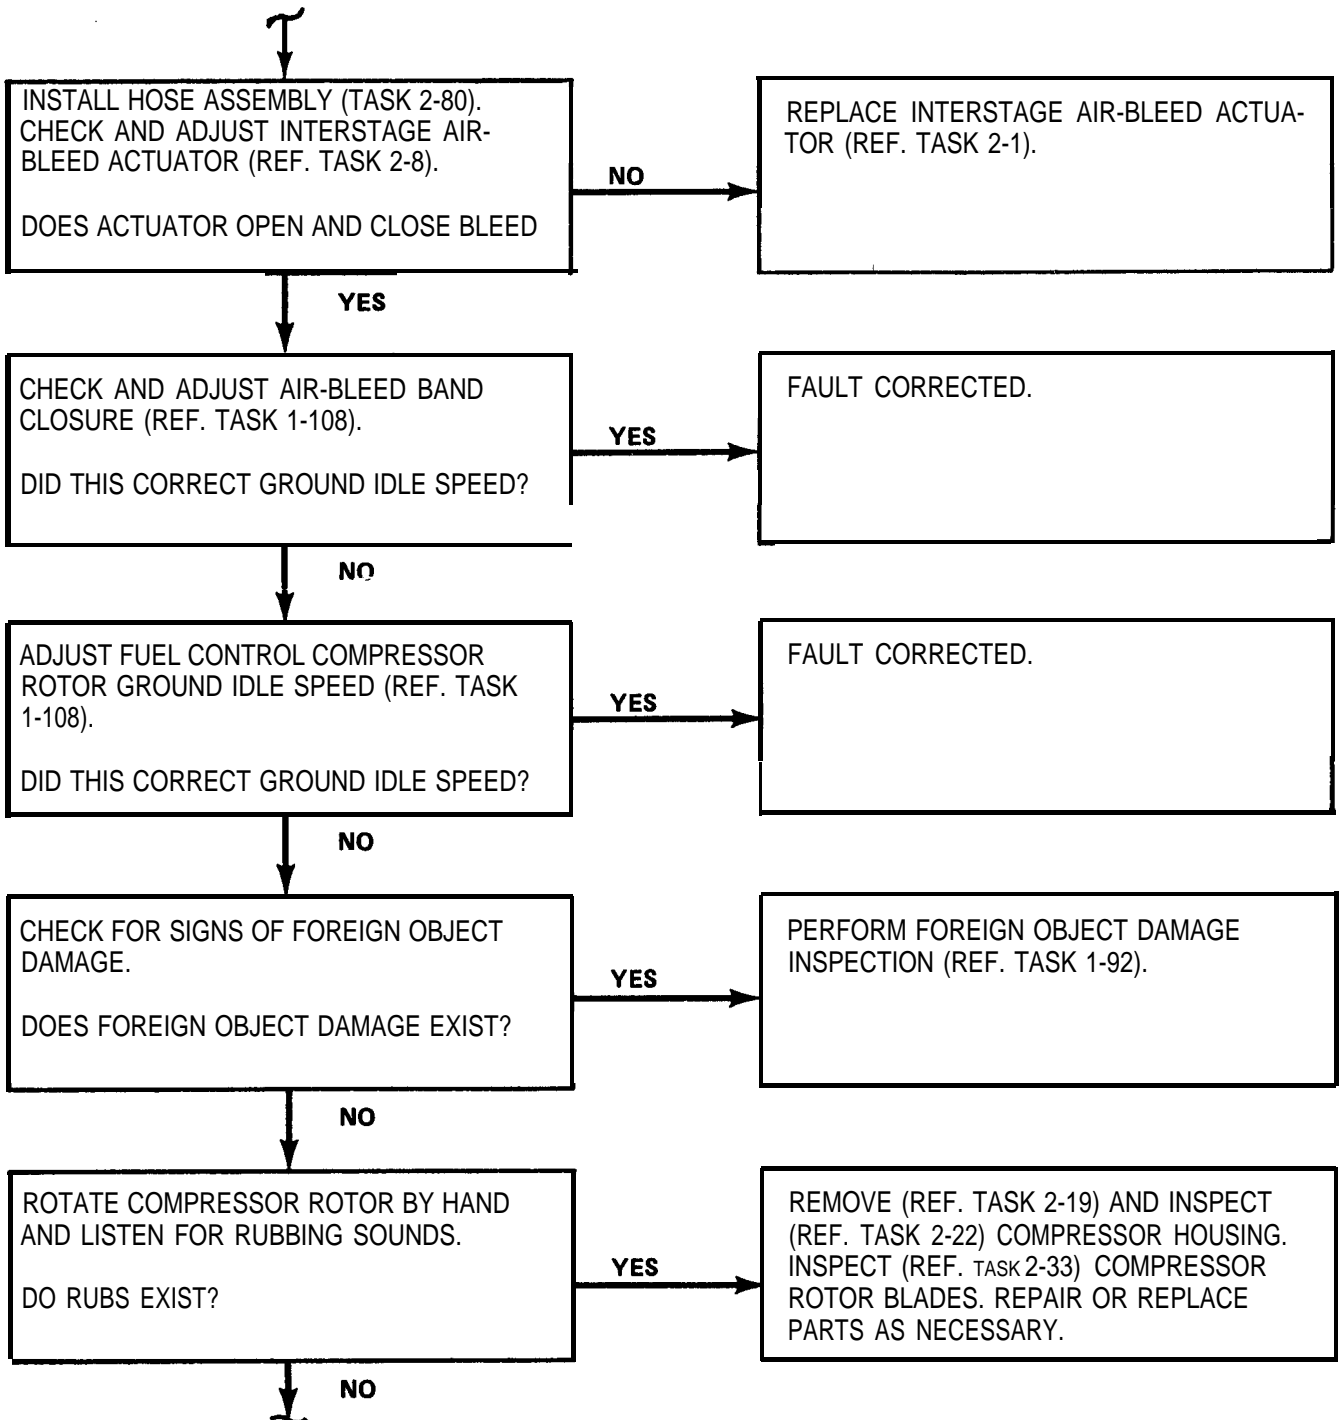 INSTALL HOSE ASSEMBLY (TASK 2-80).
CHECK AND ADJUST INTERSTAGE AIR-
BLEED ACTUATOR (REF. TASK 2-8).
DOES ACTUATOR OPEN AND CLOSE BLEED
NO
REPLACE INTERSTAGE AIR-BLEED ACTUA-
TOR (REF. TASK 2-1).
YES
CHECK AND ADJUST AIR-BLEED BAND
CLOSURE (REF. TASK 1-108).
DID THIS CORRECT GROUND IDLE SPEED?
YES
FAULT CORRECTED.
NO
ADJUST FUEL CONTROL COMPRESSOR
ROTOR GROUND IDLE SPEED (REF. TASK
1-108).
DID THIS CORRECT GROUND IDLE SPEED?
YES
FAULT CORRECTED.
NO
CHECK FOR SIGNS OF FOREIGN OBJECT
DAMAGE.
DOES FOREIGN OBJECT DAMAGE EXIST?
YES
PERFORM FOREIGN OBJECT DAMAGE
INSPECTION (REF. TASK 1-92).
NO
ROTATE COMPRESSOR ROTOR BY HAND
AND LISTEN FOR RUBBING SOUNDS.
DO RUBS EXIST?
YES
REMOVE (REF. TASK 2-19) AND INSPECT
(REF. TASK 2-22) COMPRESSOR HOUSING.
INSPECT (REF. TASK 2-33) COMPRESSOR
ROTOR BLADES. REPAIR OR REPLACE
PARTS AS NECESSARY.
NO